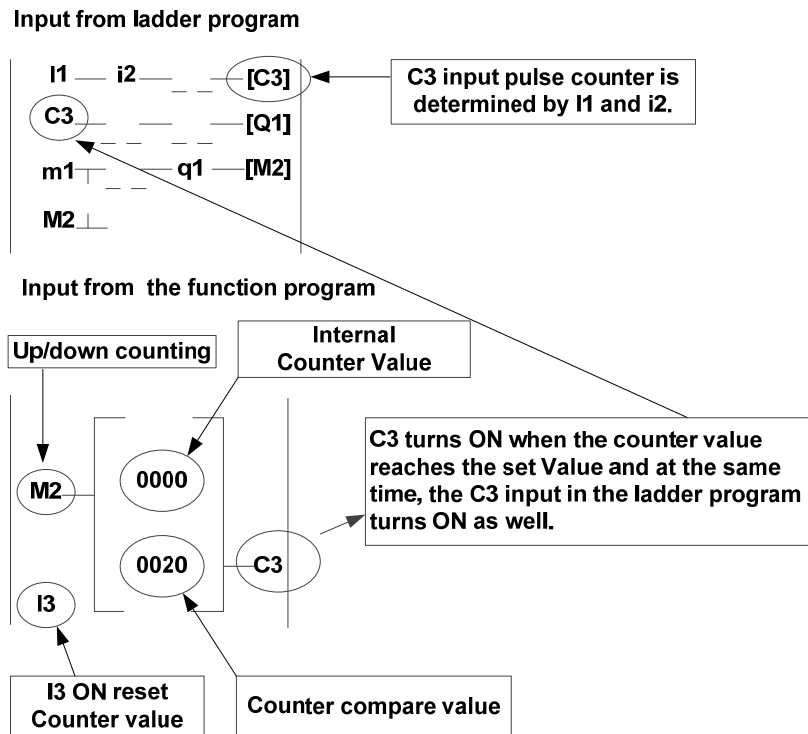 Input from ladder program
I1 i2 [C3]
C3 input pulse counter is
determined by I1 and i2.
C3 [Q1]
m1 q1 [M2]
M2
Input from the function program
Up/down counting
Internal
Counter Value
M2
0000
0020
C3
I3
C3 turns ON when the counter value
reaches the set Value and at the same
time, the C3 input in the ladder program
turns ON as well.
I3 ON reset
Counter value
Counter compare value